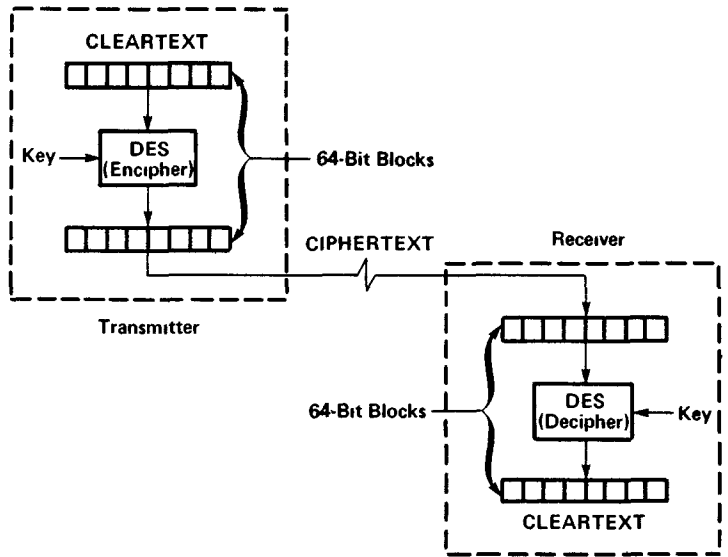 CLEARTEXT
Key
DES
(Encipher)
64-Bit Blocks
CIPHERTEXT
Receiver
Transmitter
64-Bit Blocks
DES
(Decipher)
Key
CLEARTEXT